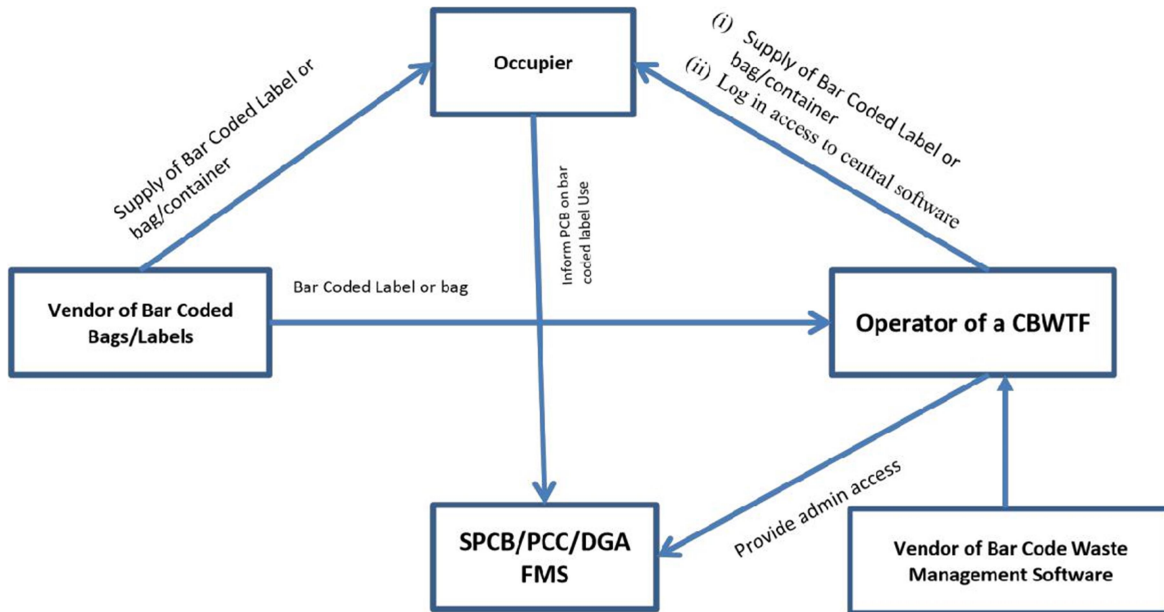 Occupier
Supply of Bar Coded Label or
bag/container
(i) Supply of Bar Coded Label or
bag/container
(ii) Log in access to central software
Inform PCB on bar
coded label Use
Vendor of Bar Coded
Bags/Labels
Bar Coded Label or bag
Operator of a CBWTF
Provide admin access
SPCB/PCC/DGA
FMS
Vendor of Bar Code Waste
Management Software